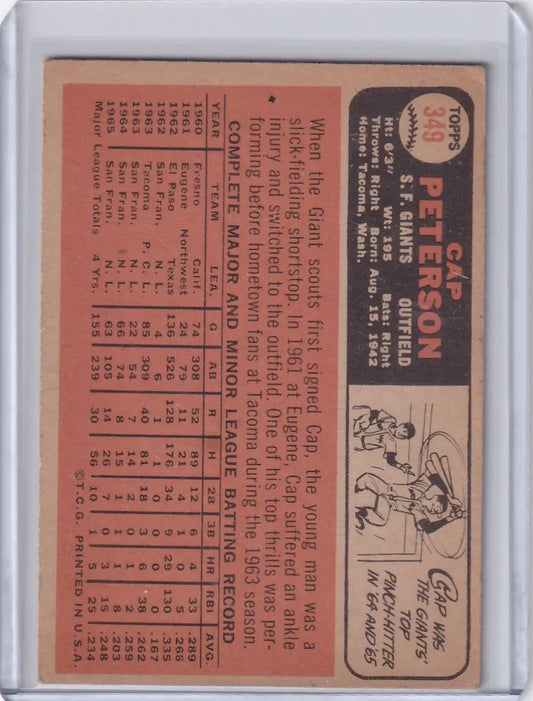 TOPPS
349
CAP
PETERSON
S. F. GIANTS OUTFIELD
Ht: 6'3" Wt: 195 Bats: Right
Throws: Right Born: Aug. 15, 1942
Home: Tacoma, Wash.
CAP WAS
THE GIANTS'
TOP
PINCH-HITTER
IN '64 AND '65
When the Giant scouts first signed Cap, the young man was a
slick-fielding shortstop. In 1961 at Eugene, Cap suffered an ankle
injury and switched to the outfield. One of his top thrills was per-
forming before hometown fans at Tacoma during the 1963 season.
COMPLETE MAJOR AND MINOR LEAGUE BATTING RECORD
YEAR TEAM LEA. G AB R H 2B 3B HR RBI AVG.
1960 Fresno Calif. 74 308 52 89 12 6 4 33 .289
1961 Eugene Northwest 24 79 11 21 4 1 0 5 .266
1962 El Paso Texas 136 526 128 176 34 9 29 130 .335
1962 San Fran. N. L. 4 6 1 1 0 0 0 0 .167
1963 Tacoma P. C. L. 85 309 40 81 18 3 6 38 .262
1963 San Fran. N. L. 22 54 7 14 2 0 1 2 .259
1964 San Fran. N. L. 66 74 8 15 1 1 1 8 .203
1965 San Fran. N. L. 63 105 14 26 7 0 3 15 .248
Major League Totals 4 Yrs. 155 239 30 56 10 1 5 25 .234
©T.C.G. PRINTED IN U.S.A.